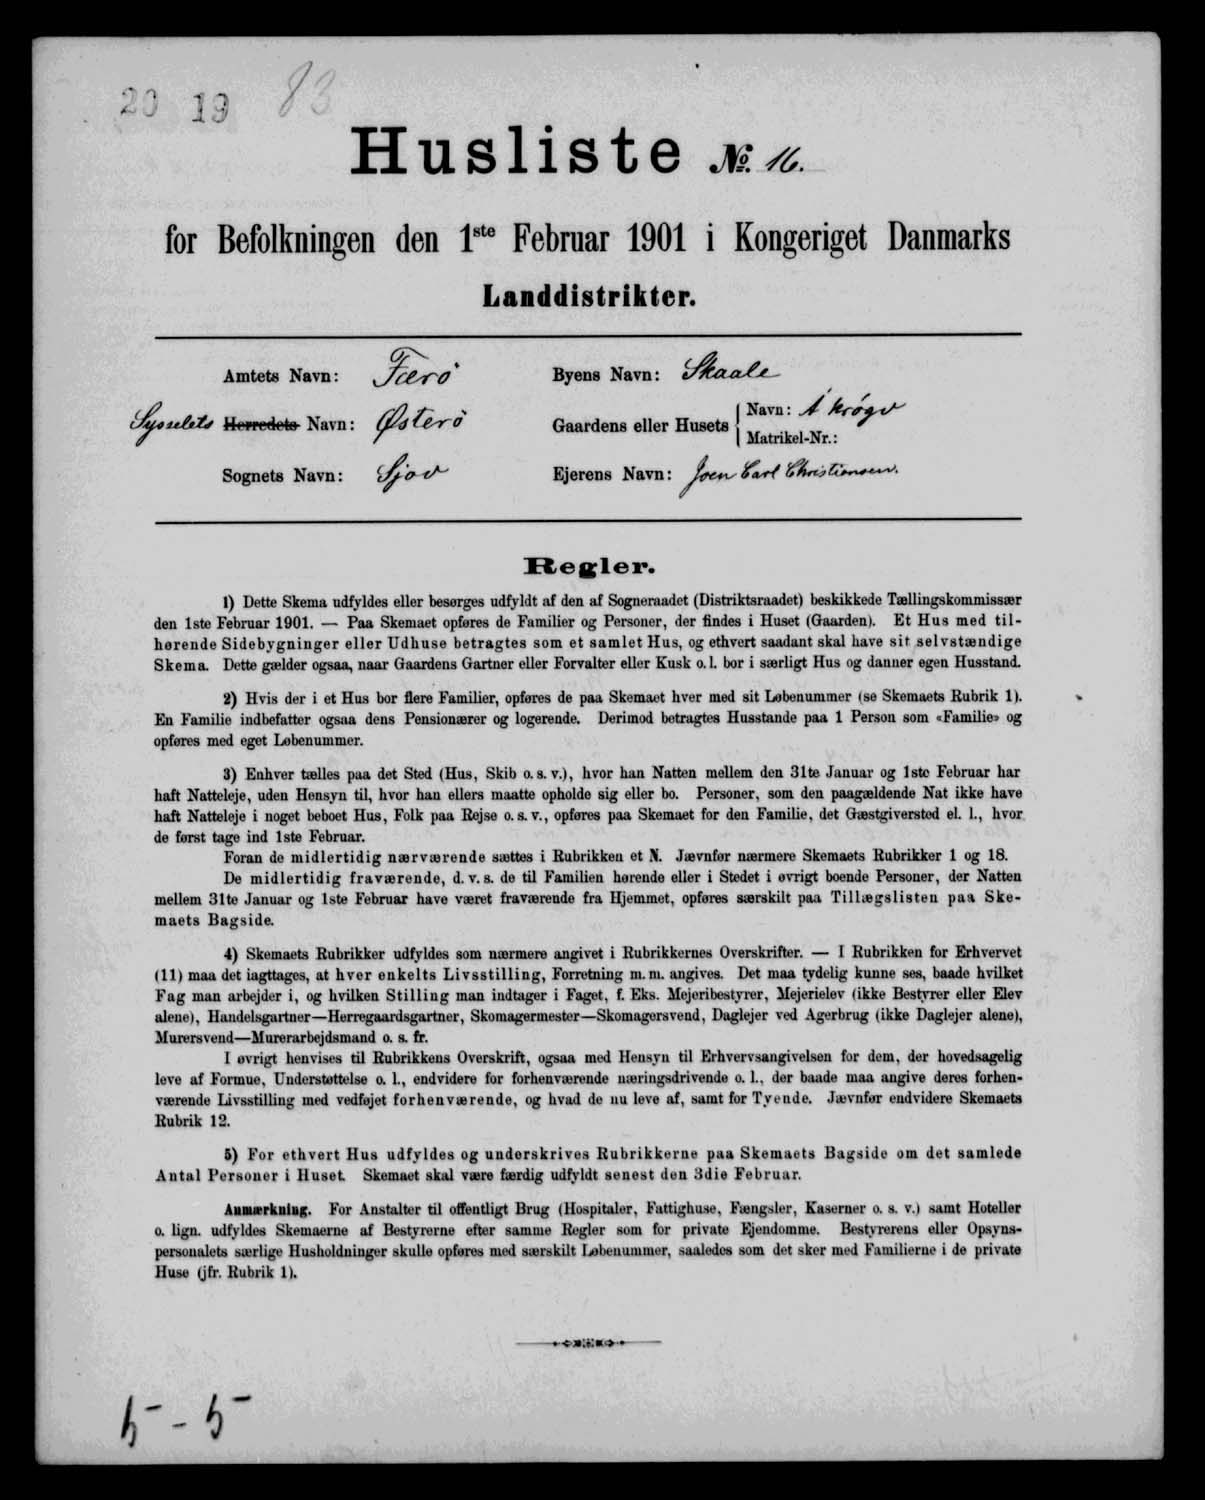 20 19 83
Husliste № 16.
for Befolkningen den 1ste Februar 1901 i Kongeriget Danmarks
Landdistrikter.
Amtets Navn: Færö
Sysselets Herredets Navn: Østerö
Sognets Navn: Sjov
Byens Navn: Skaale
Gaardens eller Husets
Navn: Á Krógv
Matrikel-Nr.:
Ejerens Navn: Joen Carl Christiansen.
Regler.
1) Dette Skema udfyldes eller besørges udfyldt af den af Sogneraadet (Distriktsraadet) beskikkede Tællingskommissær
den 1ste Februar 1901. — Paa Skemaet opføres de Familier og Personer, der findes i Huset (Gaarden). Et Hus med til-
hørende Sidebygninger eller Udhuse betragtes som et samlet Hus, og ethvert saadant skal have sit selvstændige
Skema. Dette gælder ogsaa, naar Gaardens Gartner eller Forvalter eller Kusk o. l. bor i særligt Hus og danner egen Husstand.
2) Hvis der i et Hus bor flere Familier, opføres de paa Skemaet hver med sit Løbenummer (se Skemaets Rubrik 1).
En Familie indbefatter ogsaa dens Pensionærer og logerende. Derimod betragtes Husstande paa 1 Person som «Familie» og
opføres med eget Løbenummer.
3) Enhver tælles paa det Sted (Hus, Skib o. s. v.), hvor han Natten mellem den 31te Januar og 1ste Februar har
haft Natteleje, uden Hensyn til, hvor han ellers maatte opholde sig eller bo. Personer, som den paagældende Nat ikke have
haft Natteleje i noget beboet Hus, Folk paa Rejse o. s. v., opføres paa Skemaet for den Familie, det Gæstgiversted el. l., hvor
de først tage ind 1ste Februar.
Foran de midlertidig nærværende sættes i Rubrikken et N. Jævnfør nærmere Skemaets Rubrikker 1 og 18.
De midlertidig fraværende, d. v. s. de til Familien hørende eller i Stedet i øvrigt boende Personer, der Natten
mellem 31te Januar og 1ste Februar have været fraværende fra Hjemmet, opføres særskilt paa Tillægslisten paa Ske-
maets Bagside.
4) Skemaets Rubrikker udfyldes som nærmere angivet i Rubrikkernes Overskrifter. — I Rubrikken for Erhvervet
(11) maa det iagttages, at hver enkelts Livsstilling, Forretning m. m. angives. Det maa tydelig kunne ses, baade hvilket
Fag man arbejder i, og hvilken Stilling man indtager i Faget, f. Eks. Mejeribestyrer, Mejerielev (ikke Bestyrer eller Elev
alene), Handelsgartner—Herregaardsgartner, Skomagermester—Skomagersvend, Daglejer ved Agerbrug (ikke Daglejer alene),
Murersvend—Murerarbejdsmand o. s. fr.
I øvrigt henvises til Rubrikkens Overskrift, ogsaa med Hensyn til Erhvervsangivelsen for dem, der hovedsagelig
leve af Formue, Understøttelse o. l., endvidere for forhenværende næringsdrivende o. l., der baade maa angive deres forhen-
værende Livsstilling med vedføjet forhenværende, og hvad de nu leve af, samt for Tyende. Jævnfør endvidere Skemaets
Rubrik 12.
5) For ethvert Hus udfyldes og underskrives Rubrikkerne paa Skemaets Bagside om det samlede
Antal Personer i Huset. Skemaet skal være færdig udfyldt senest den 3die Februar.
Anmærkning. For Anstalter til offentligt Brug (Hospitaler, Fattighuse, Fængsler, Kaserner o. s. v.) samt Hoteller
o. lign. udfyldes Skemaerne af Bestyrerne efter samme Regler som for private Ejendomme. Bestyrerens eller Opsyns-
personalets særlige Husholdninger skulle opføres med særskilt Løbenummer, saaledes som det sker med Familierne i de private
Huse (jfr. Rubrik 1).
5 - 5